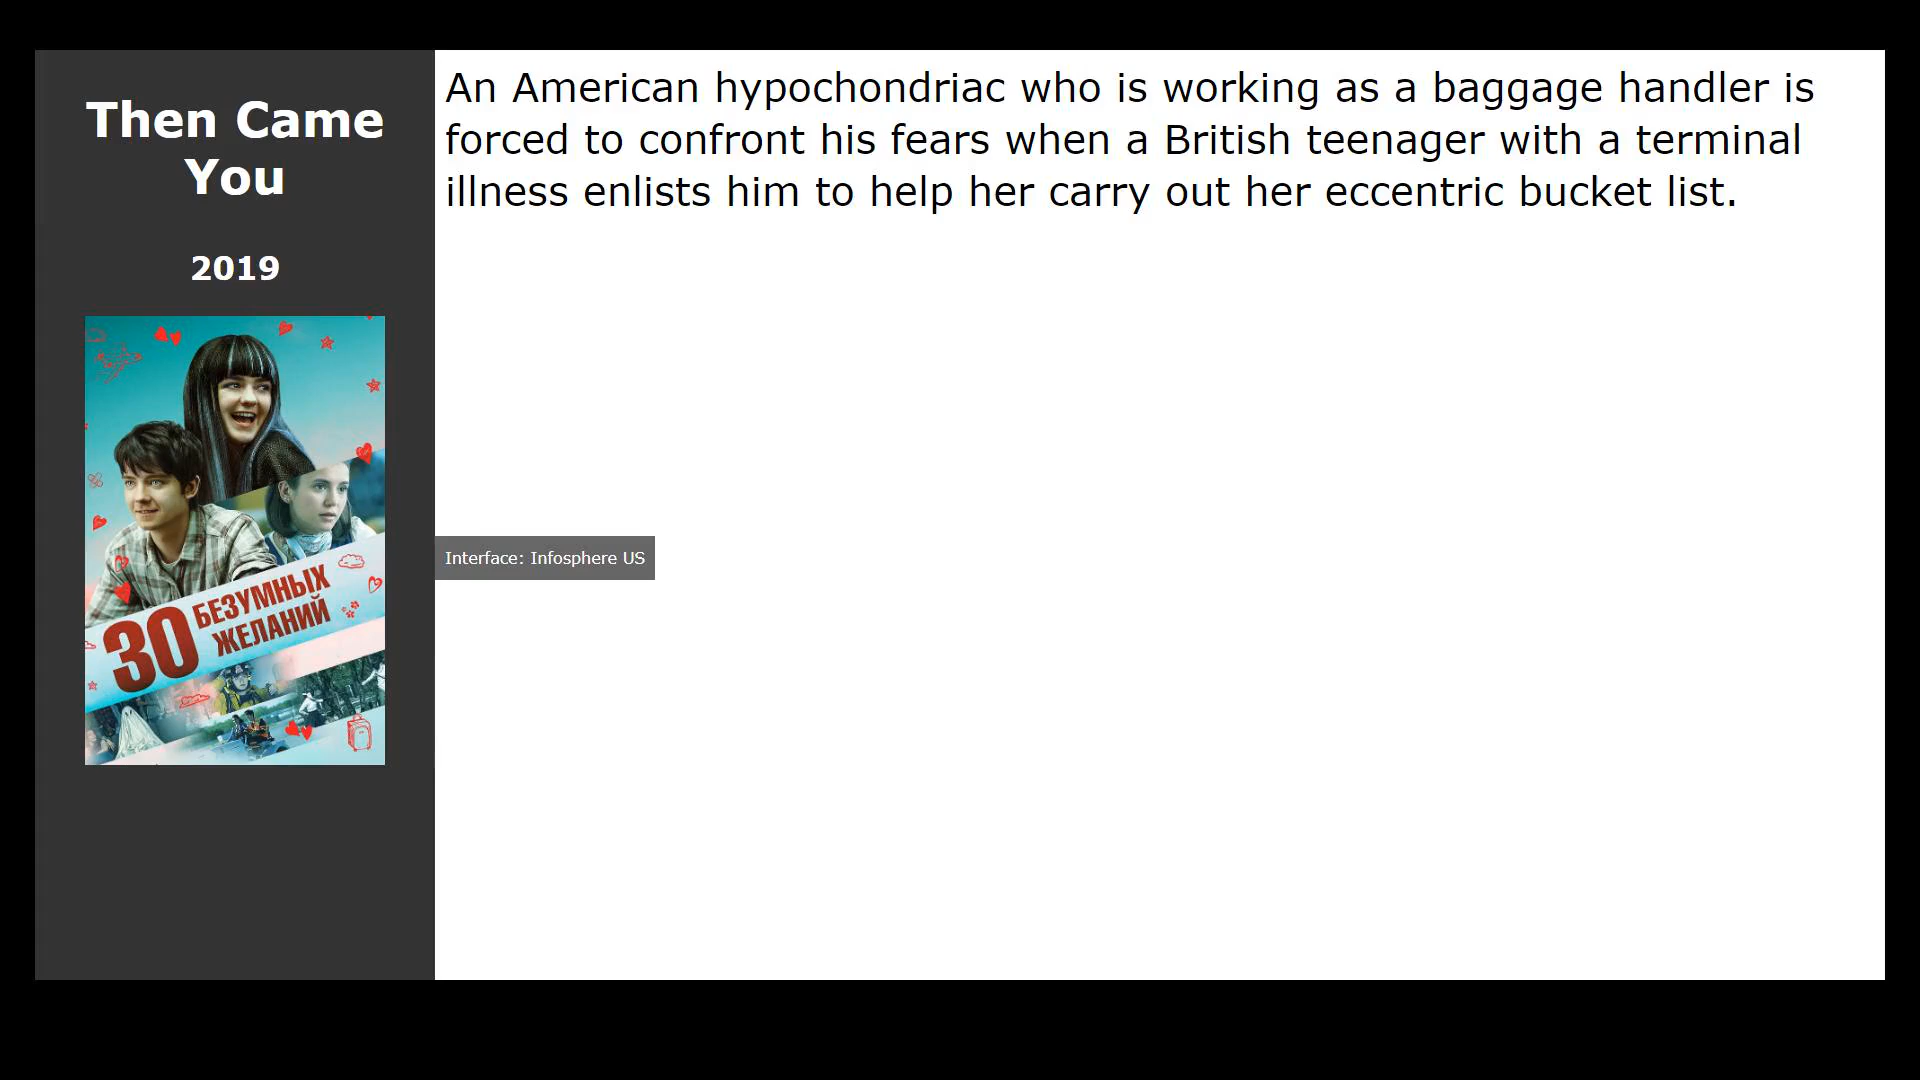 Then Came
You
2019
30 БЕЗУМНЫХ
ЖЕЛАНИЙ
An American hypochondriac who is working as a baggage handler is
forced to confront his fears when a British teenager with a terminal
illness enlists him to help her carry out her eccentric bucket list.
Interface: Infosphere US